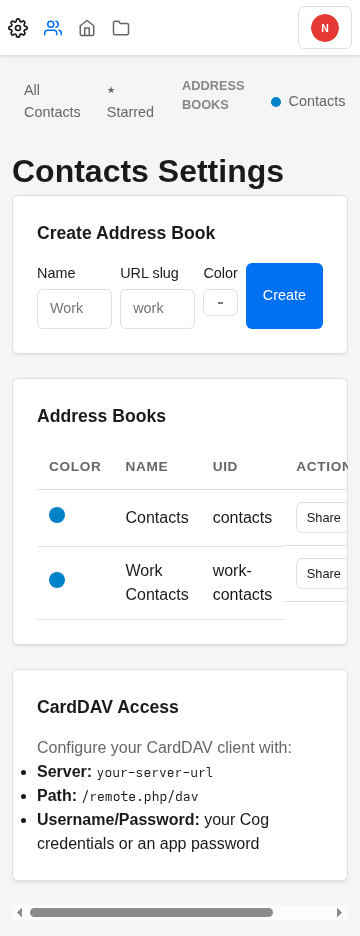 N
All Contacts
★ Starred
ADDRESS BOOKS
Contacts
Contacts Settings
Create Address Book
Name URL slug Color
Work work Create
Address Books
COLOR NAME UID ACTION
Contacts contacts Share
Work Contacts work-contacts Share
CardDAV Access
Configure your CardDAV client with:
• Server: your-server-url
• Path: /remote.php/dav
• Username/Password: your Cog
credentials or an app password